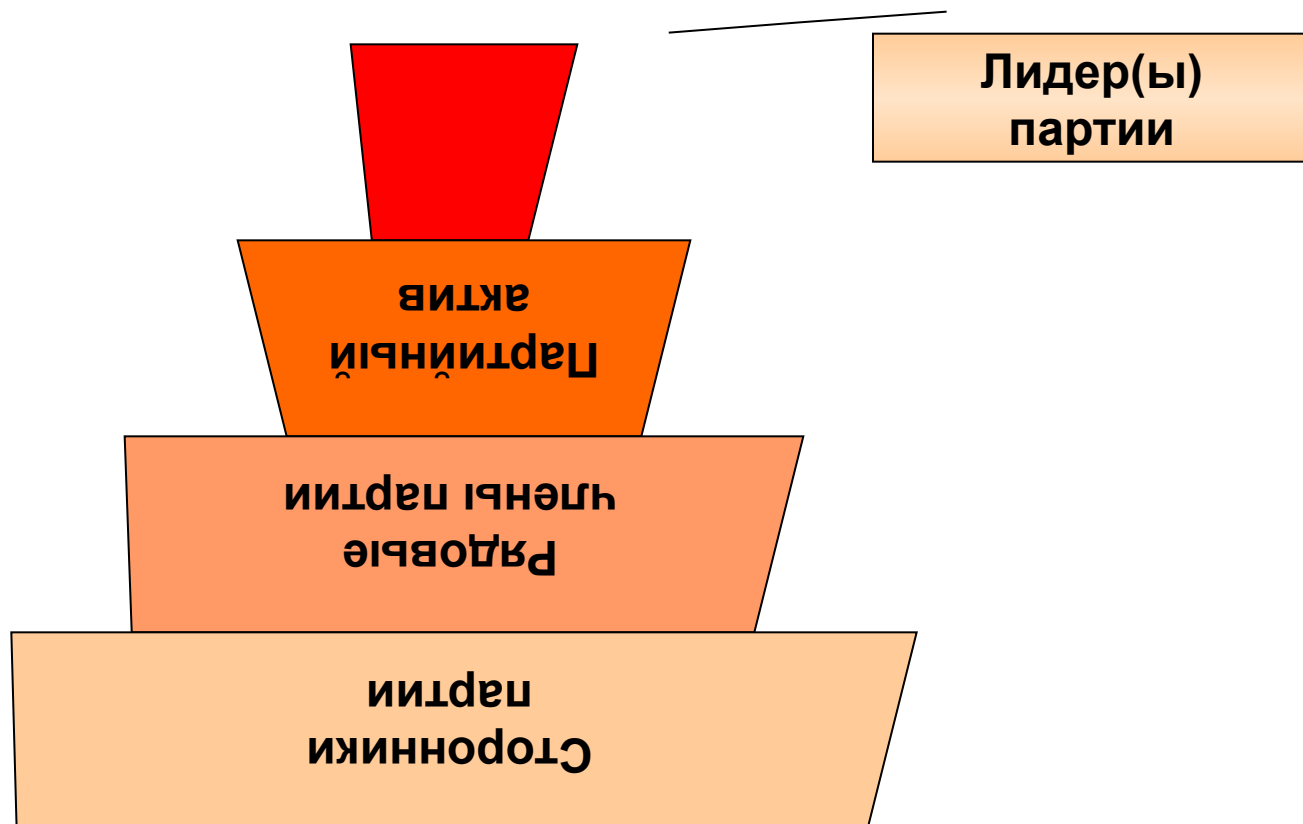 Лидер(ы)
партии
Партийный
актив
Рядовые
члены партии
Сторонники
партии